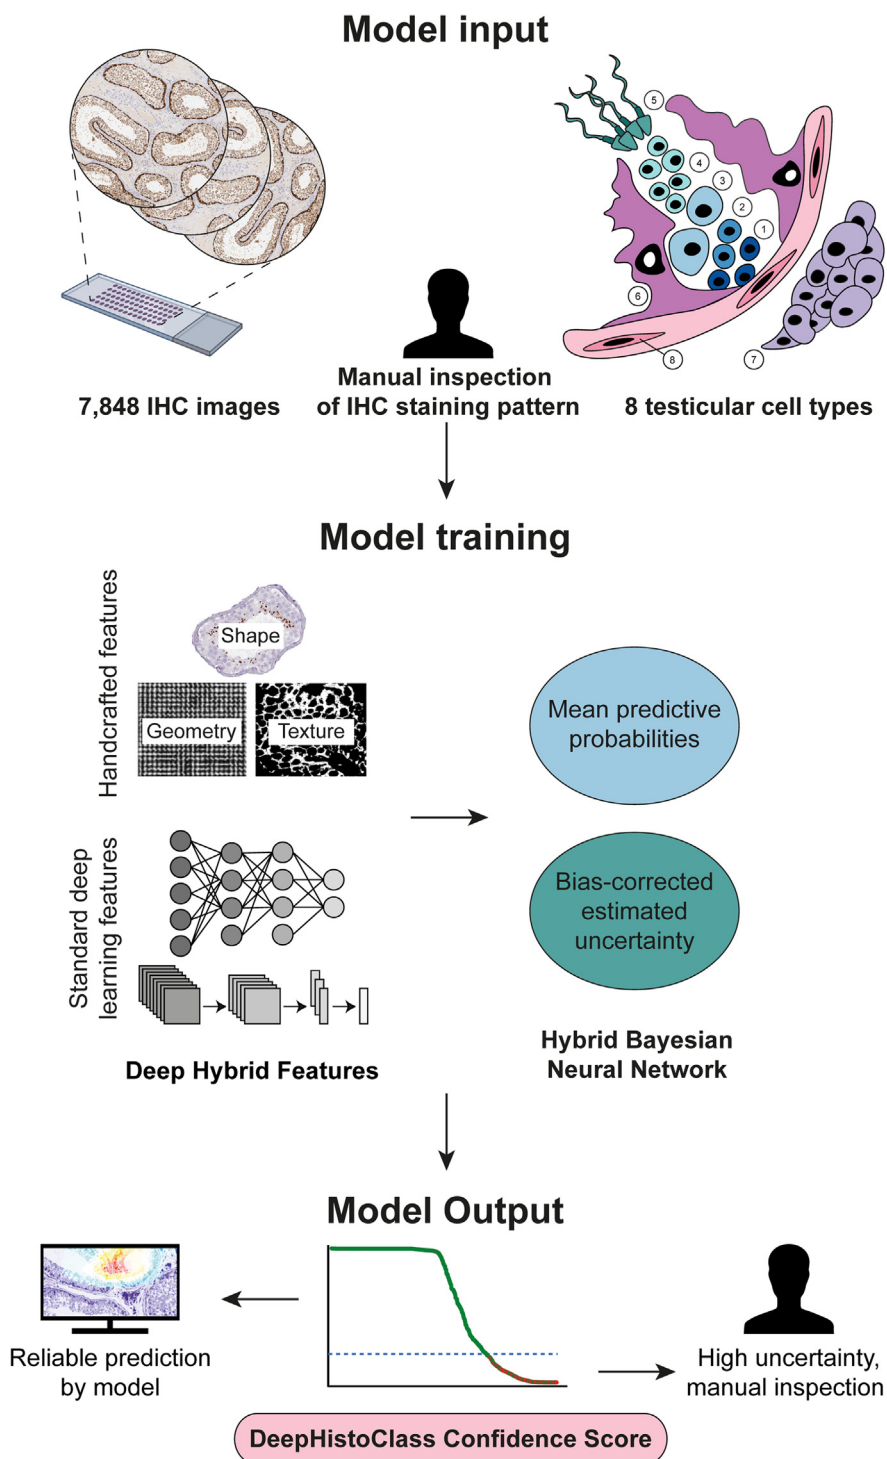 Model input
5
4
3
2
1
6
8
7
7,848 IHC images
Manual inspection
of IHC staining pattern
8 testicular cell types
Model training
Handcrafted features
Shape
Geometry
Texture
Mean predictive
probabilities
Standard deep
learning features
Bias-corrected
estimated
uncertainty
Deep Hybrid Features
Hybrid Bayesian
Neural Network
Model Output
Reliable prediction
by model
High uncertainty,
manual inspection
DeepHistoClass Confidence Score